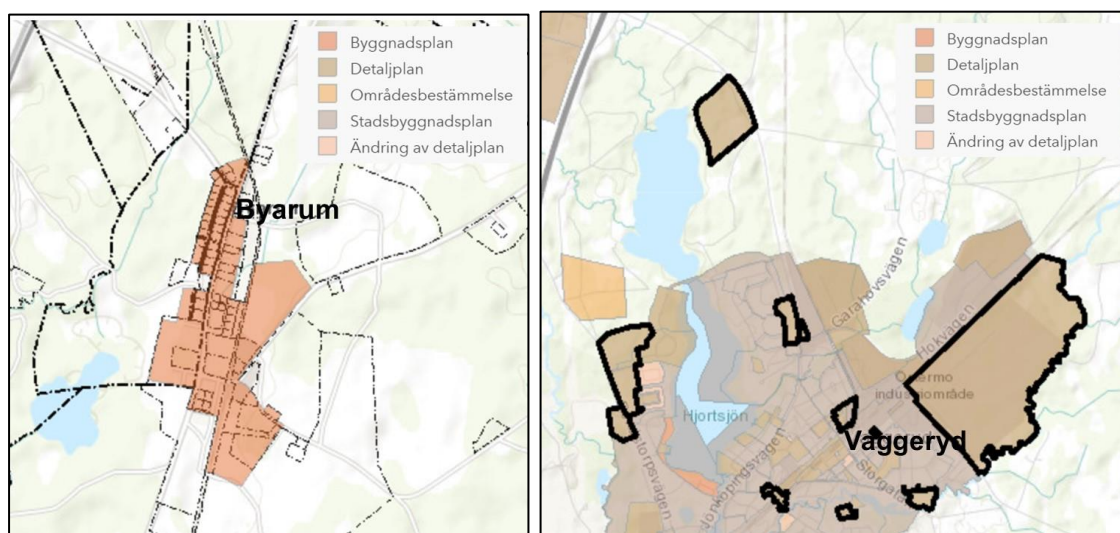 Byggnadsplan
Detaljplan
Områdesbestämmelse
Stadsbyggnadsplan
Ändring av detaljplan
Byarum
Byggnadsplan
Detaljplan
Områdesbestämmelse
Stadsbyggnadsplan
Ändring av detaljplan
Garahovsvägen
Hokvägen
industriområde
Hjortsjön
Vaggeryd
Jönköpingsvägen